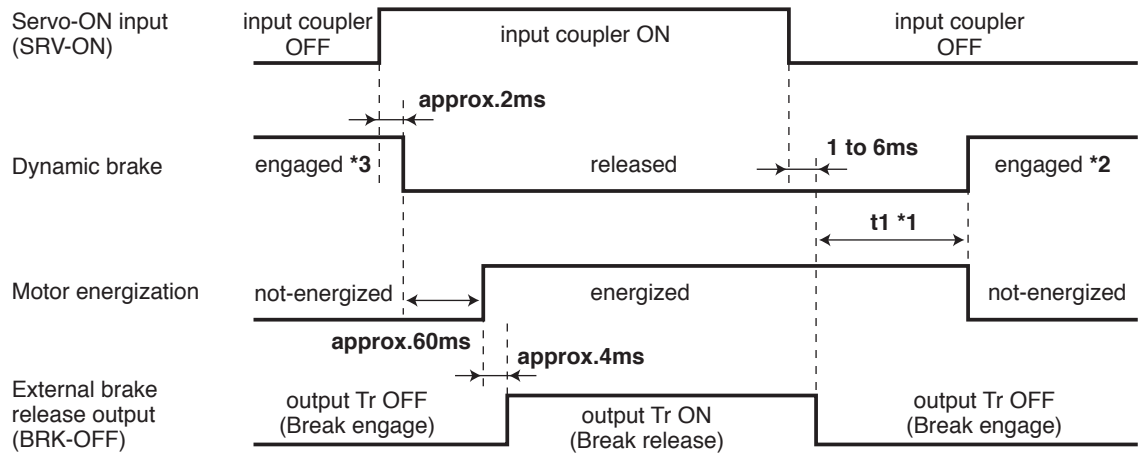 Servo-ON input
(SRV-ON)
input coupler
OFF
input coupler ON
input coupler
OFF
approx.2ms
Dynamic brake
engaged *3
released
1 to 6ms
engaged *2
t1 *1
Motor energization
not-energized
energized
not-energized
approx.60ms
approx.4ms
External brake
release output
(BRK-OFF)
output Tr OFF
(Break engage)
output Tr ON
(Break release)
output Tr OFF
(Break engage)